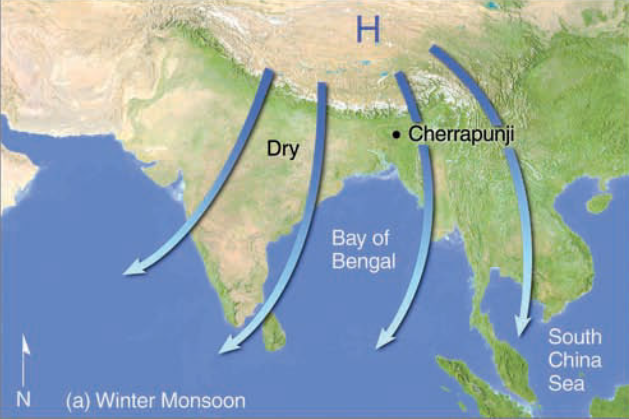 H
Dry
Cherrapunji
Bay of
Bengal
South
China
Sea
N
(a) Winter Monsoon